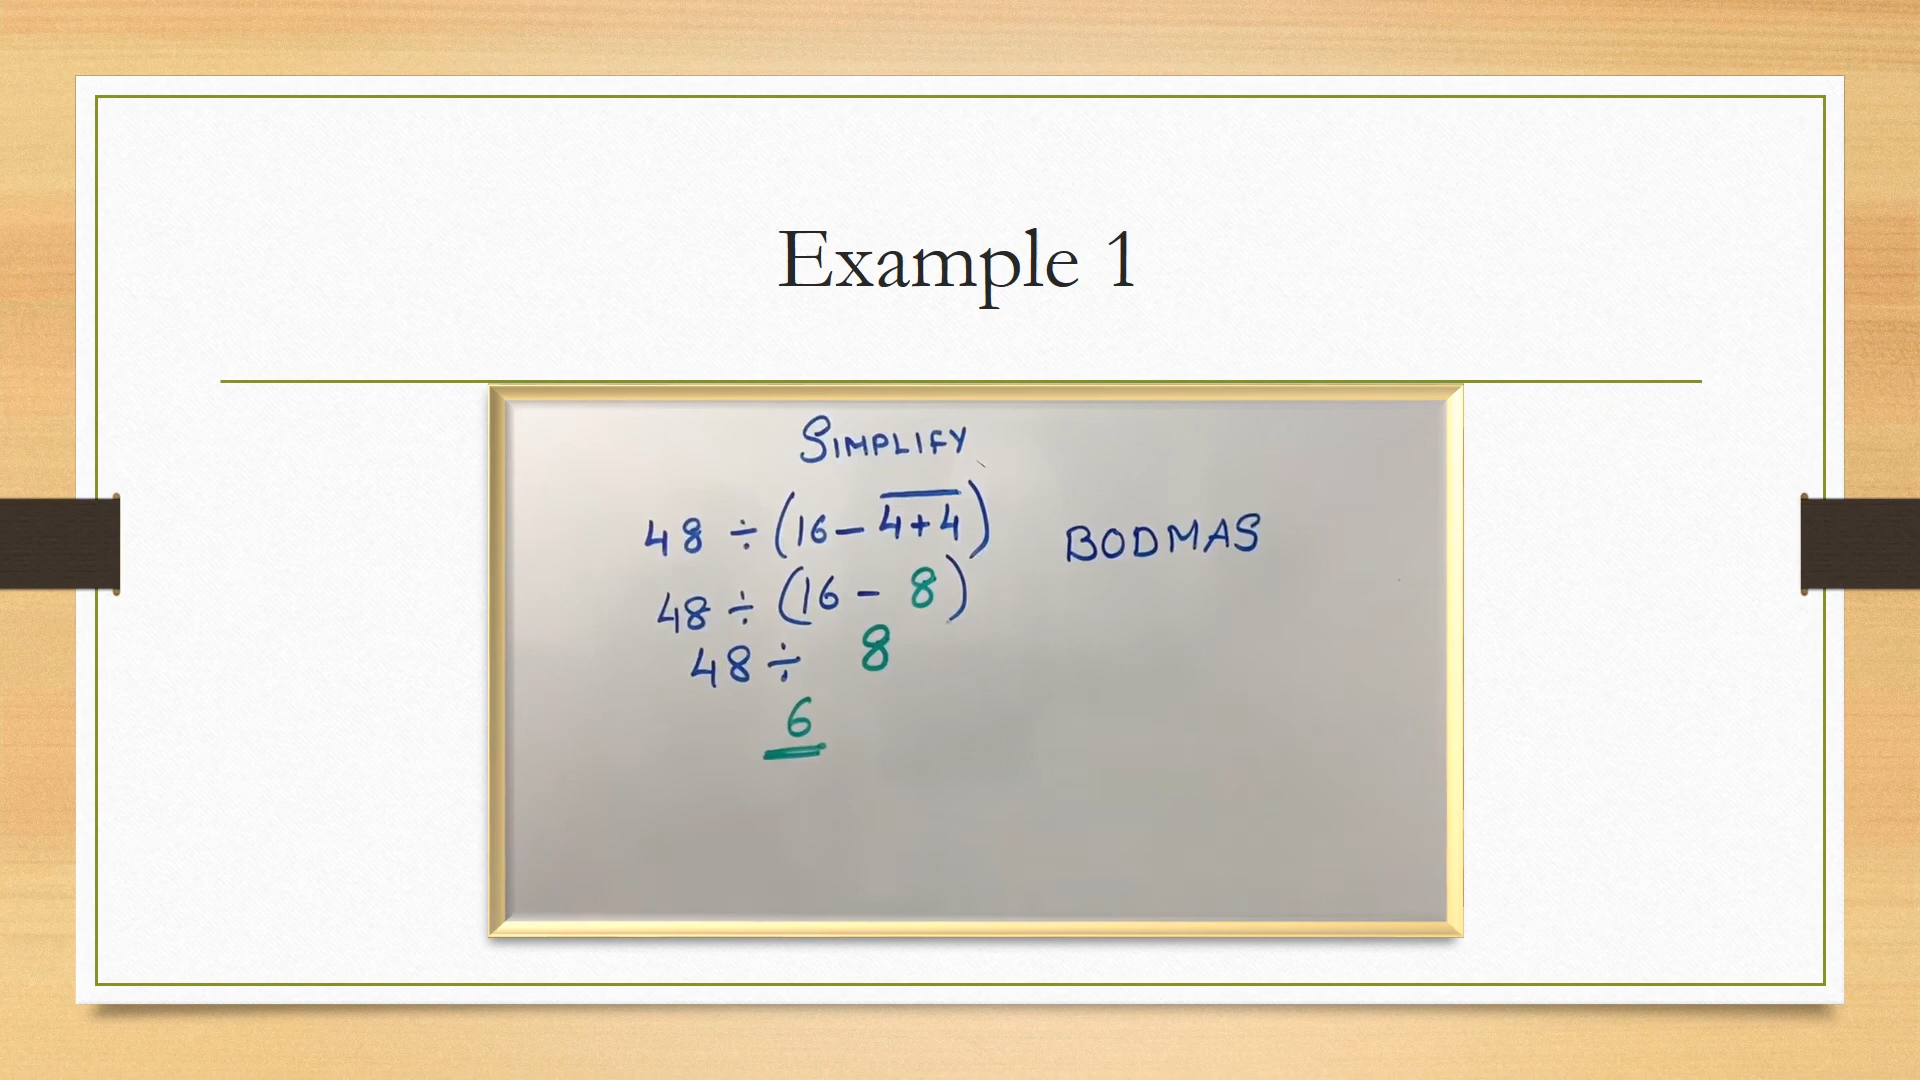 Example 1
SIMPLIFY
48 ÷ (16 - 4+4) BODMAS
48 ÷ (16 - 8)
48 ÷ 8
6